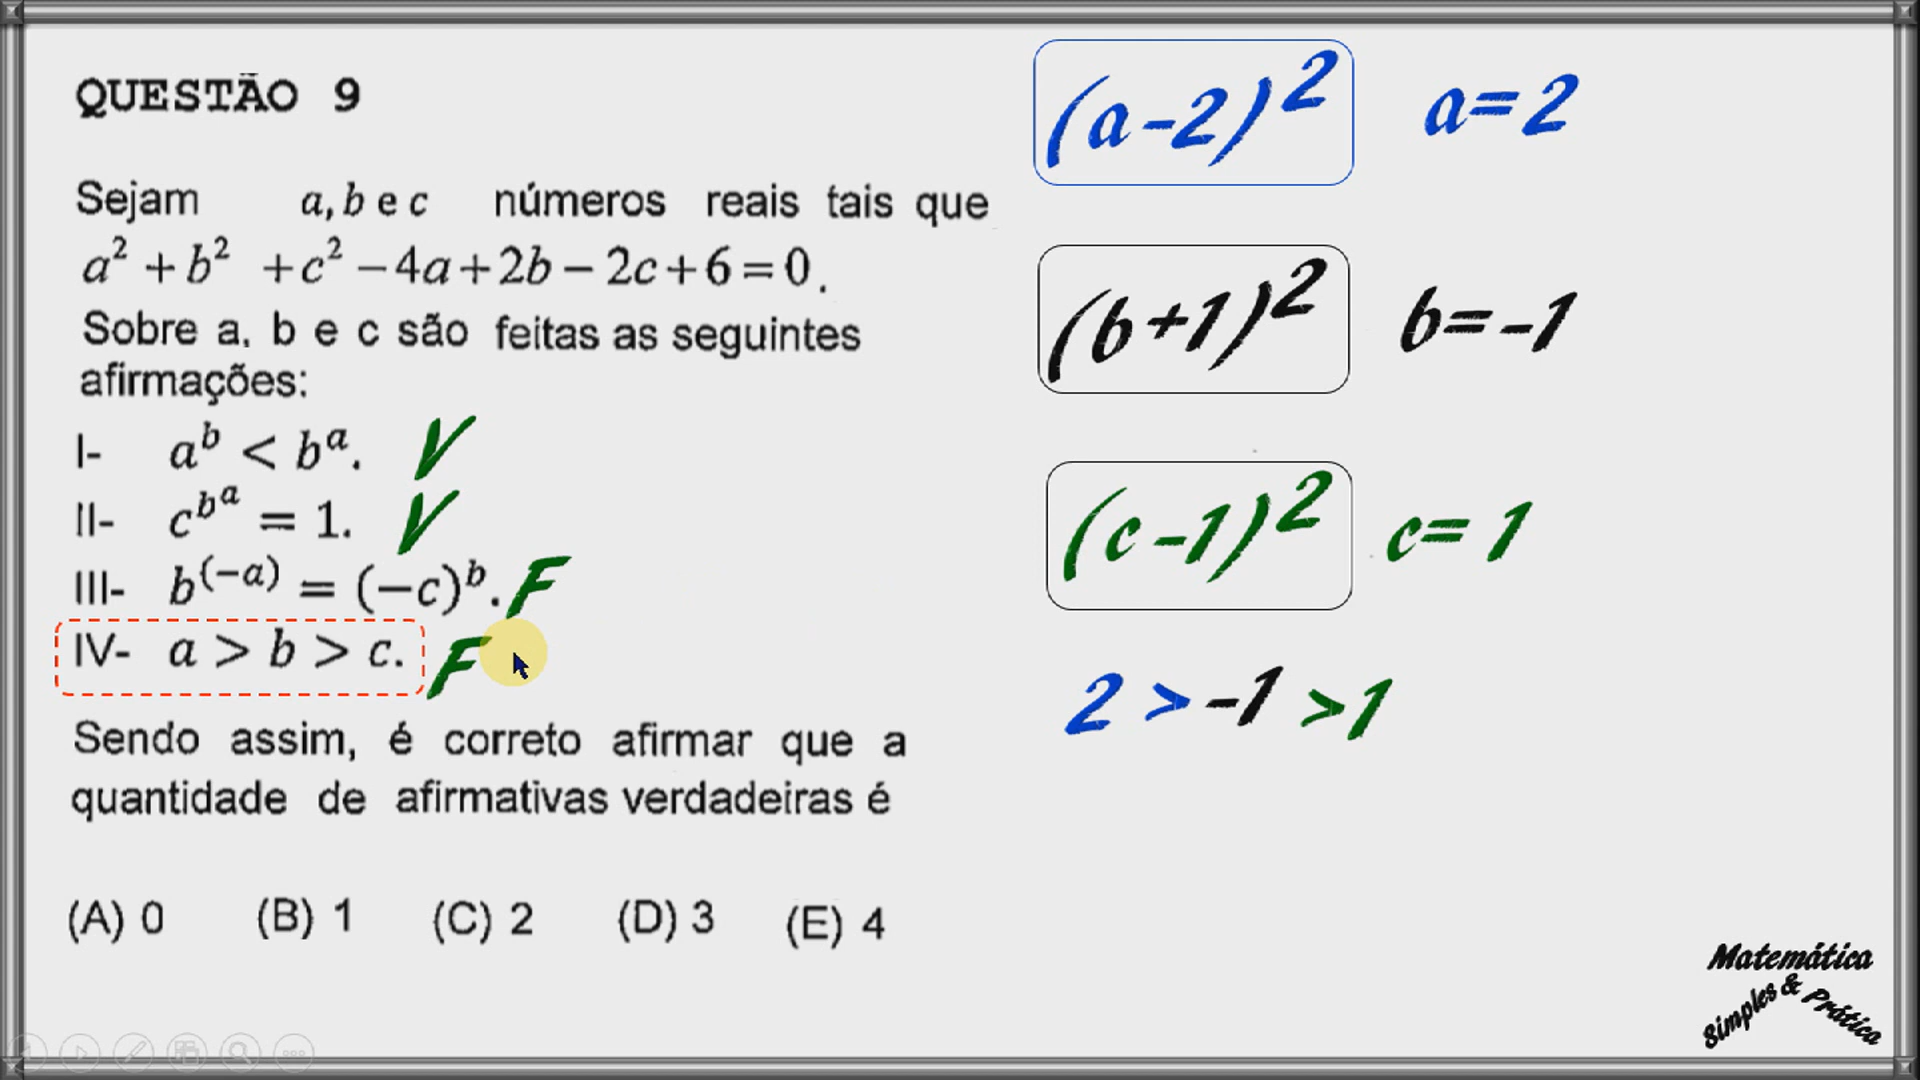 QUESTÃO 9
Sejam a, b e c números reais tais que
a² + b² + c² − 4a + 2b − 2c + 6 = 0.
Sobre a, b e c são feitas as seguintes
afirmações:
I- a^b < b^a. V
II- c^{b^a} = 1. V
III- b^(−a) = (−c)^b. F
IV- a > b > c. F
Sendo assim, é correto afirmar que a
quantidade de afirmativas verdadeiras é
(A) 0 (B) 1 (C) 2 (D) 3 (E) 4
(a-2)² a=2
(b+1)² b=-1
(c-1)² c=1
2 > -1 >1
Matemática
Simples & Prática